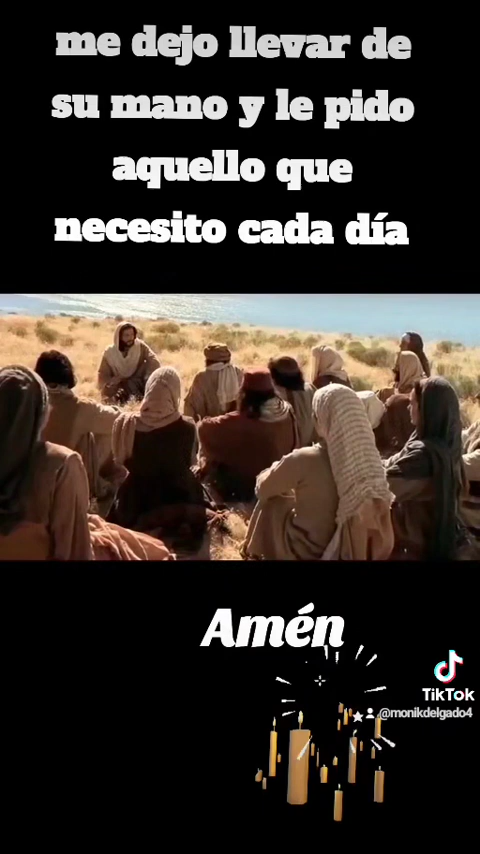 me dejo llevar de
su mano y le pido
aquello que
necesito cada día
Amén
TikTok
@monikdelgado4